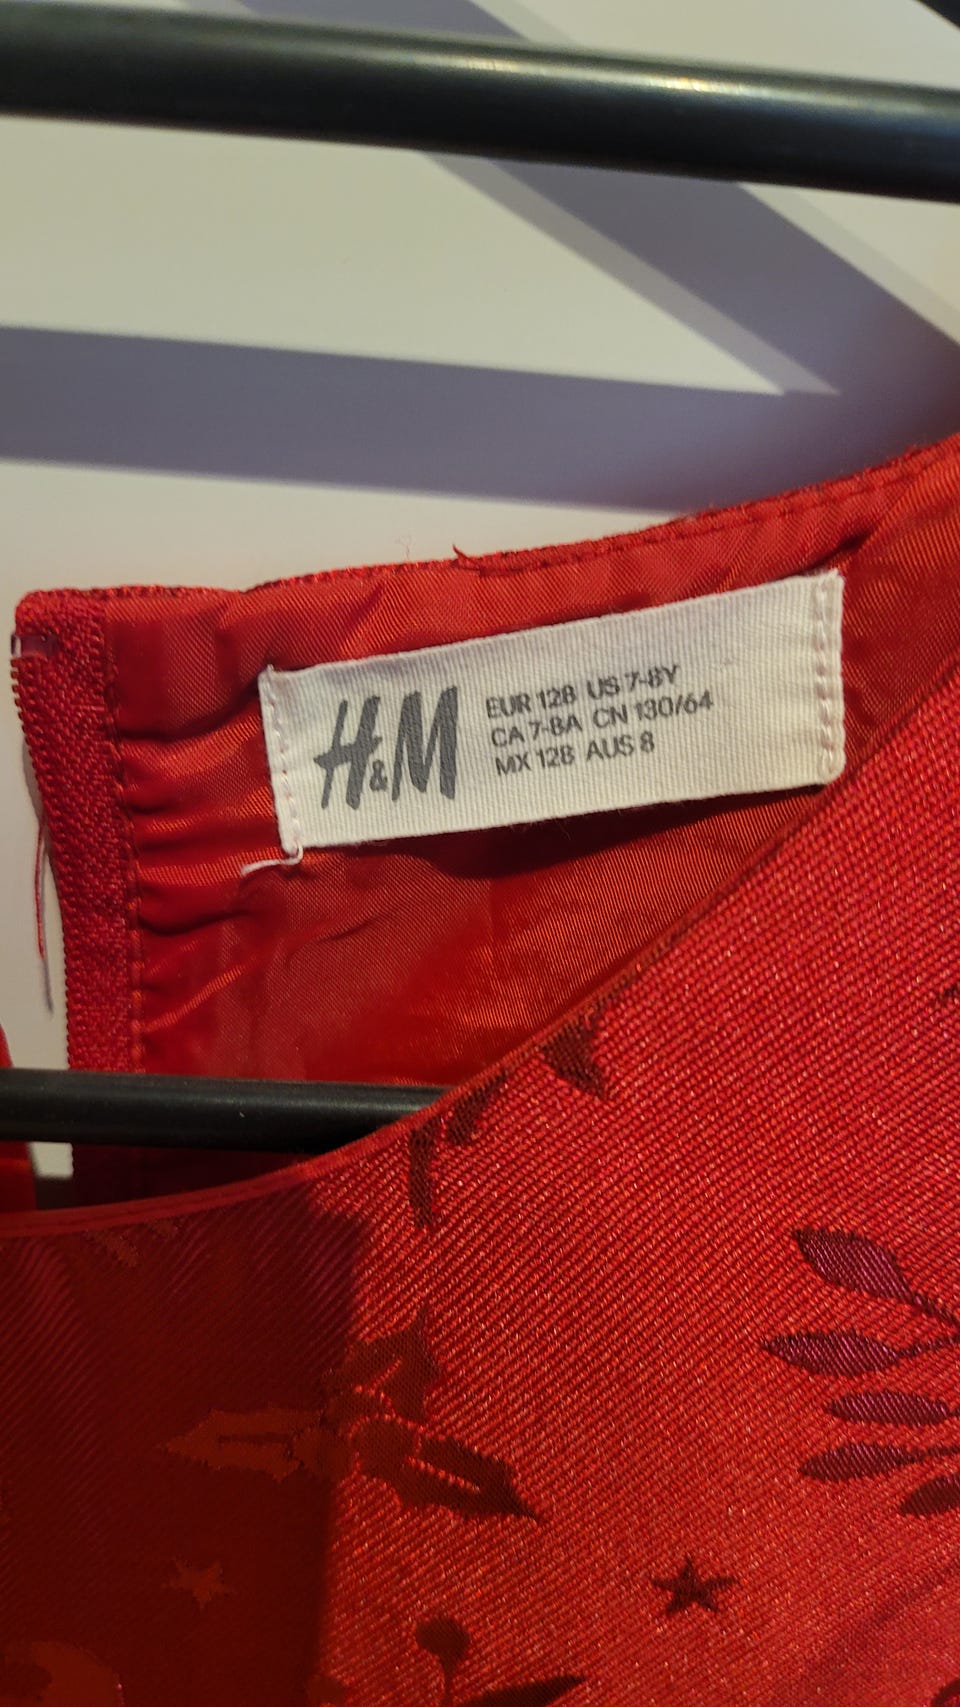 H&M
EUR 128 US 7-8Y
CA 7-8A CN 130/64
MX 128 AUS 8